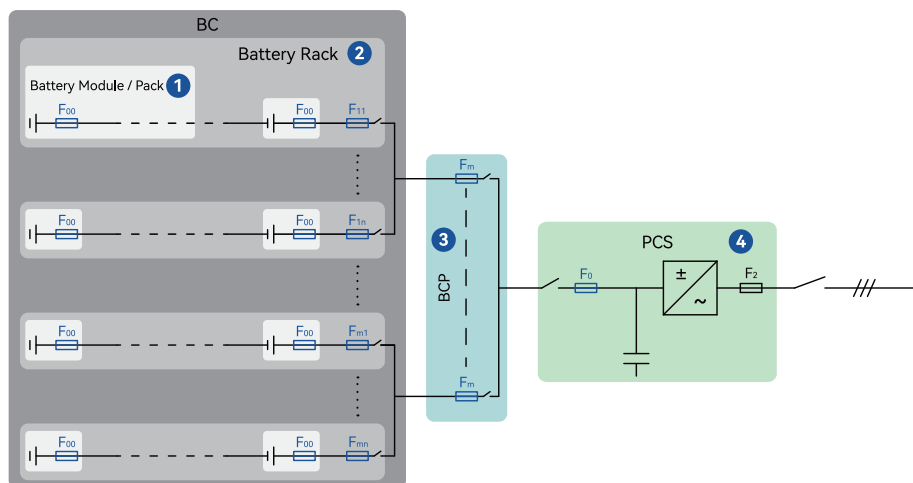 BC
Battery Rack 2
Battery Module / Pack 1
F00 F00 F11
F00 F00 F1n
F00 F00 Fm1
F00 F00 Fmn
Fm
3
BCP
Fm
PCS 4
F0 F2
± ~